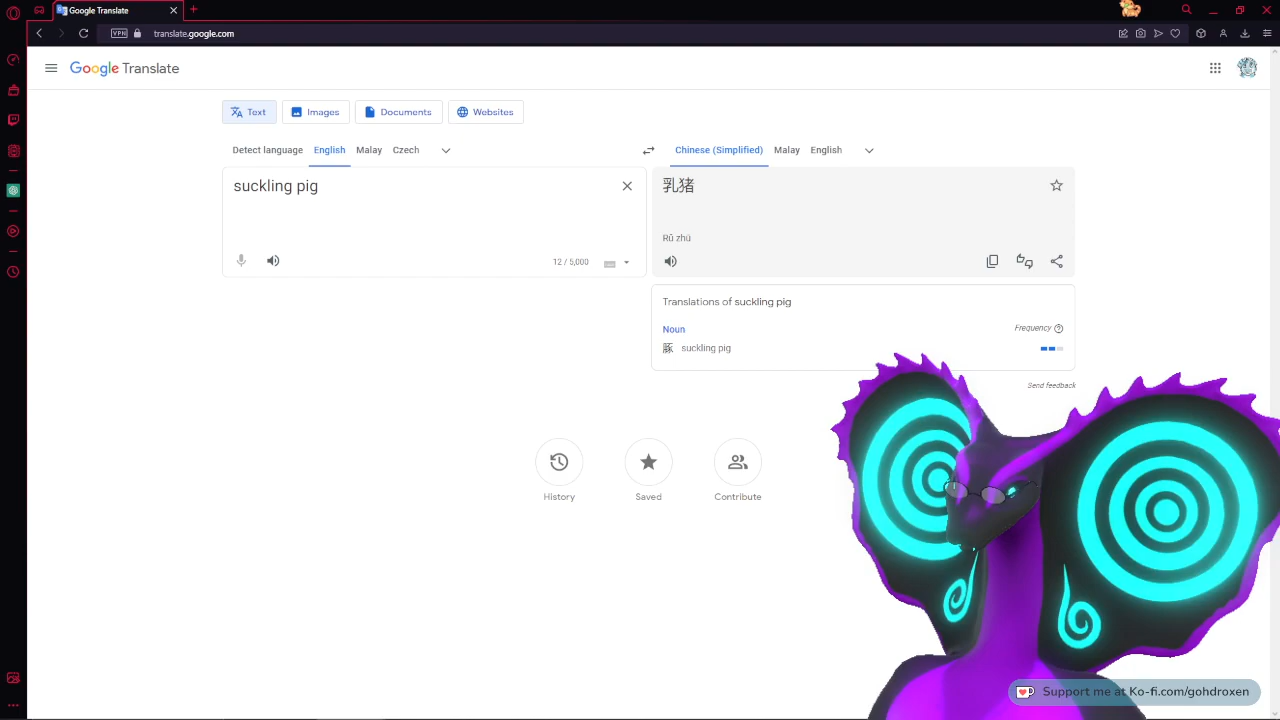 Google Translate
VPN translate.google.com
Google Translate
Text Images Documents Websites
Detect language English Malay Czech
Chinese (Simplified) Malay English
suckling pig
乳猪
Rǔ zhū
12 / 5,000
Translations of suckling pig
Noun
Frequency
豚 suckling pig
Send feedback
History Saved Contribute
Support me at Ko-fi.com/gohdroxen